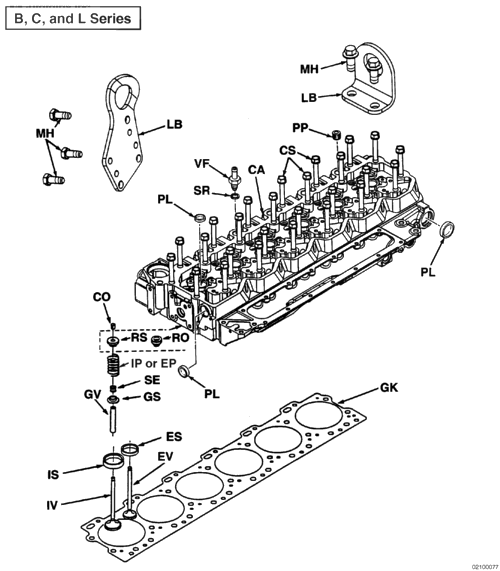 B, C, and L Series
MH
LB
MH
LB
PP
CS
VF
CA
SR
PL
PL
CO
RS
RO
IP or EP
SE
GS
GV
PL
GK
ES
EV
IS
IV
02100077